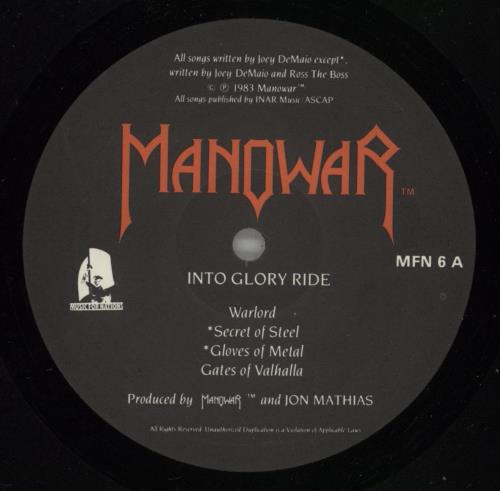 All songs written by Joey DeMaio except*,
written by Joey DeMaio and Ross The Boss
© ℗ 1983 Manowar™
All songs published by INAR Music/ASCAP
MANOWAR™
MFN 6 A
INTO GLORY RIDE
MUSIC FOR NATIONS
Warlord
*Secret of Steel
*Gloves of Metal
Gates of Valhalla
Produced by MANOWAR™ and JON MATHIAS
All Rights Reserved. Unauthorized Duplication is a Violation of Applicable Laws